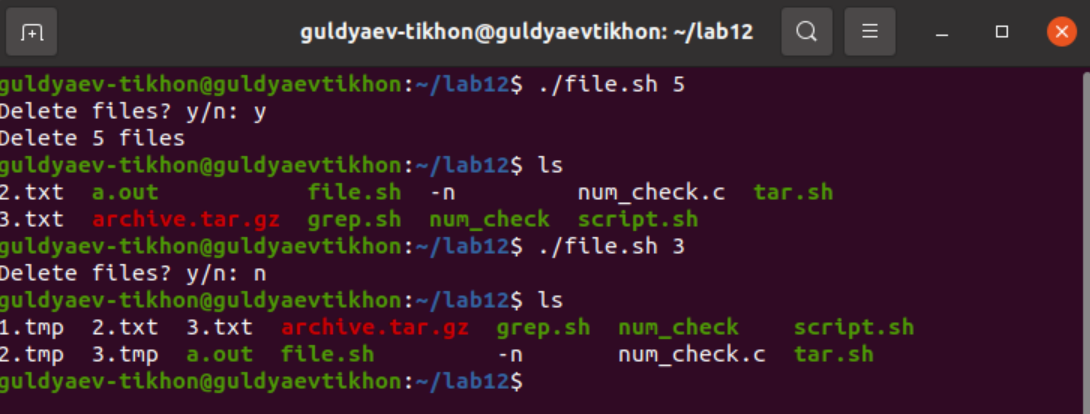 guldyaev-tikhon@guldyaevtikhon: ~/lab12
guldyaev-tikhon@guldyaevtikhon:~/lab12$ ./file.sh 5
Delete files? y/n: y
Delete 5 files
guldyaev-tikhon@guldyaevtikhon:~/lab12$ ls
2.txt a.out file.sh -n num_check.c tar.sh
3.txt archive.tar.gz grep.sh num_check script.sh
guldyaev-tikhon@guldyaevtikhon:~/lab12$ ./file.sh 3
Delete files? y/n: n
guldyaev-tikhon@guldyaevtikhon:~/lab12$ ls
1.tmp 2.txt 3.txt archive.tar.gz grep.sh num_check script.sh
2.tmp 3.tmp a.out file.sh -n num_check.c tar.sh
guldyaev-tikhon@guldyaevtikhon:~/lab12$